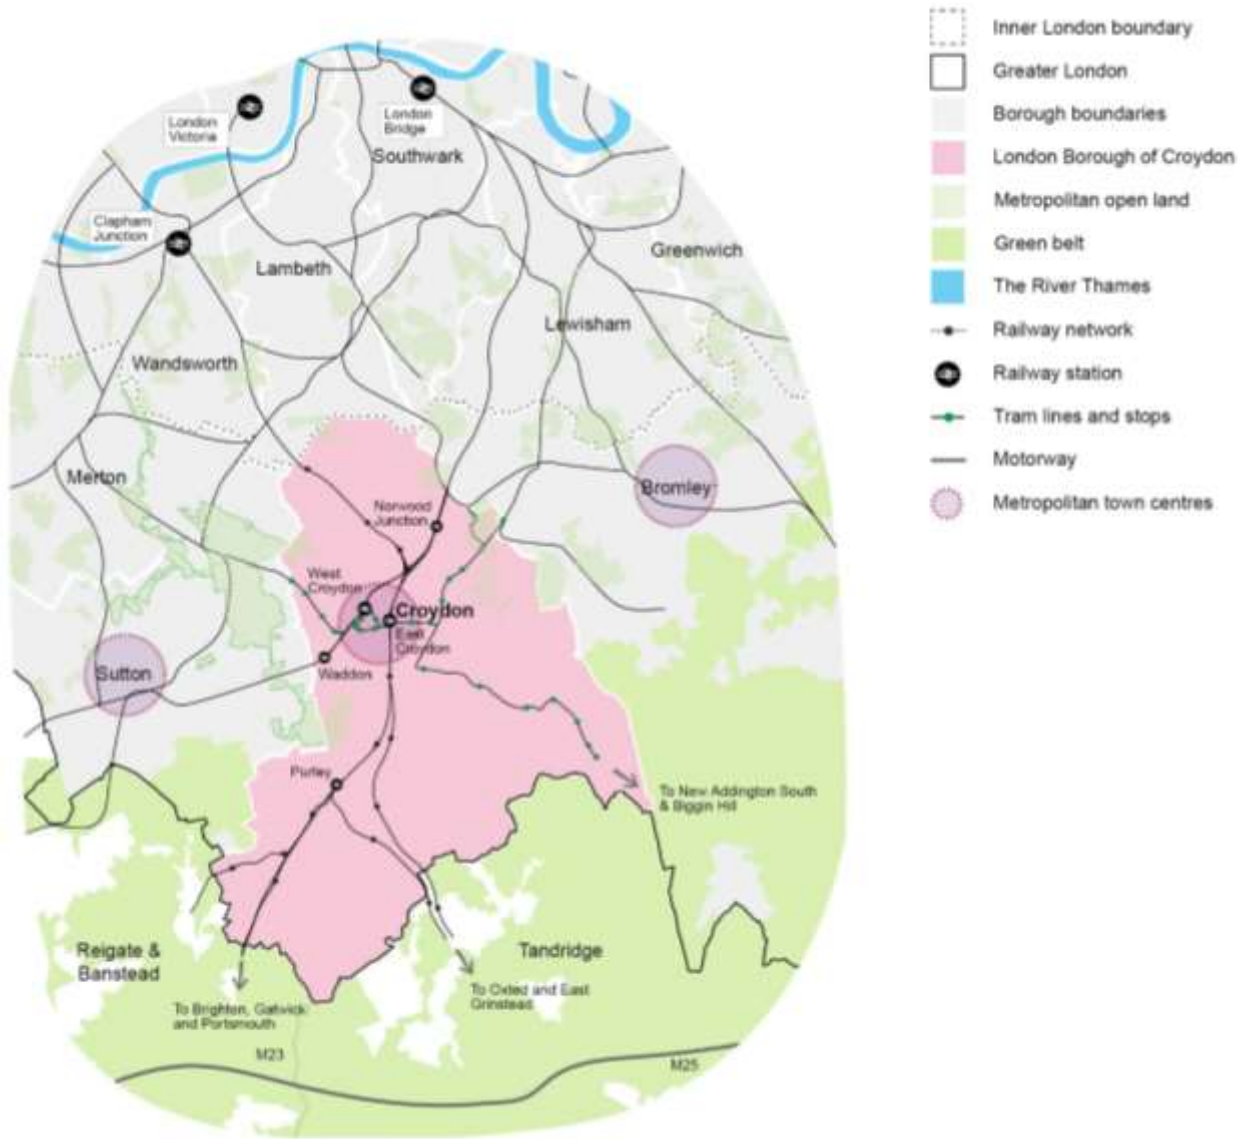 Inner London boundary
Greater London
Borough boundaries
London Borough of Croydon
Metropolitan open land
Green belt
The River Thames
Railway network
Railway station
Tram lines and stops
Motorway
Metropolitan town centres
London
Victoria
London
Bridge
Southwark
Clapham
Junction
Lambeth
Greenwich
Lewisham
Wandsworth
Merton
Bromley
Norwood
Junction
West
Croydon
Croydon
East
Croydon
Sutton
Waddon
Purley
To New Addington South
& Biggin Hill
Reigate &
Banstead
Tandridge
To Oxted and East
Grinstead
To Brighton, Gatwick
and Portsmouth
M23
M25